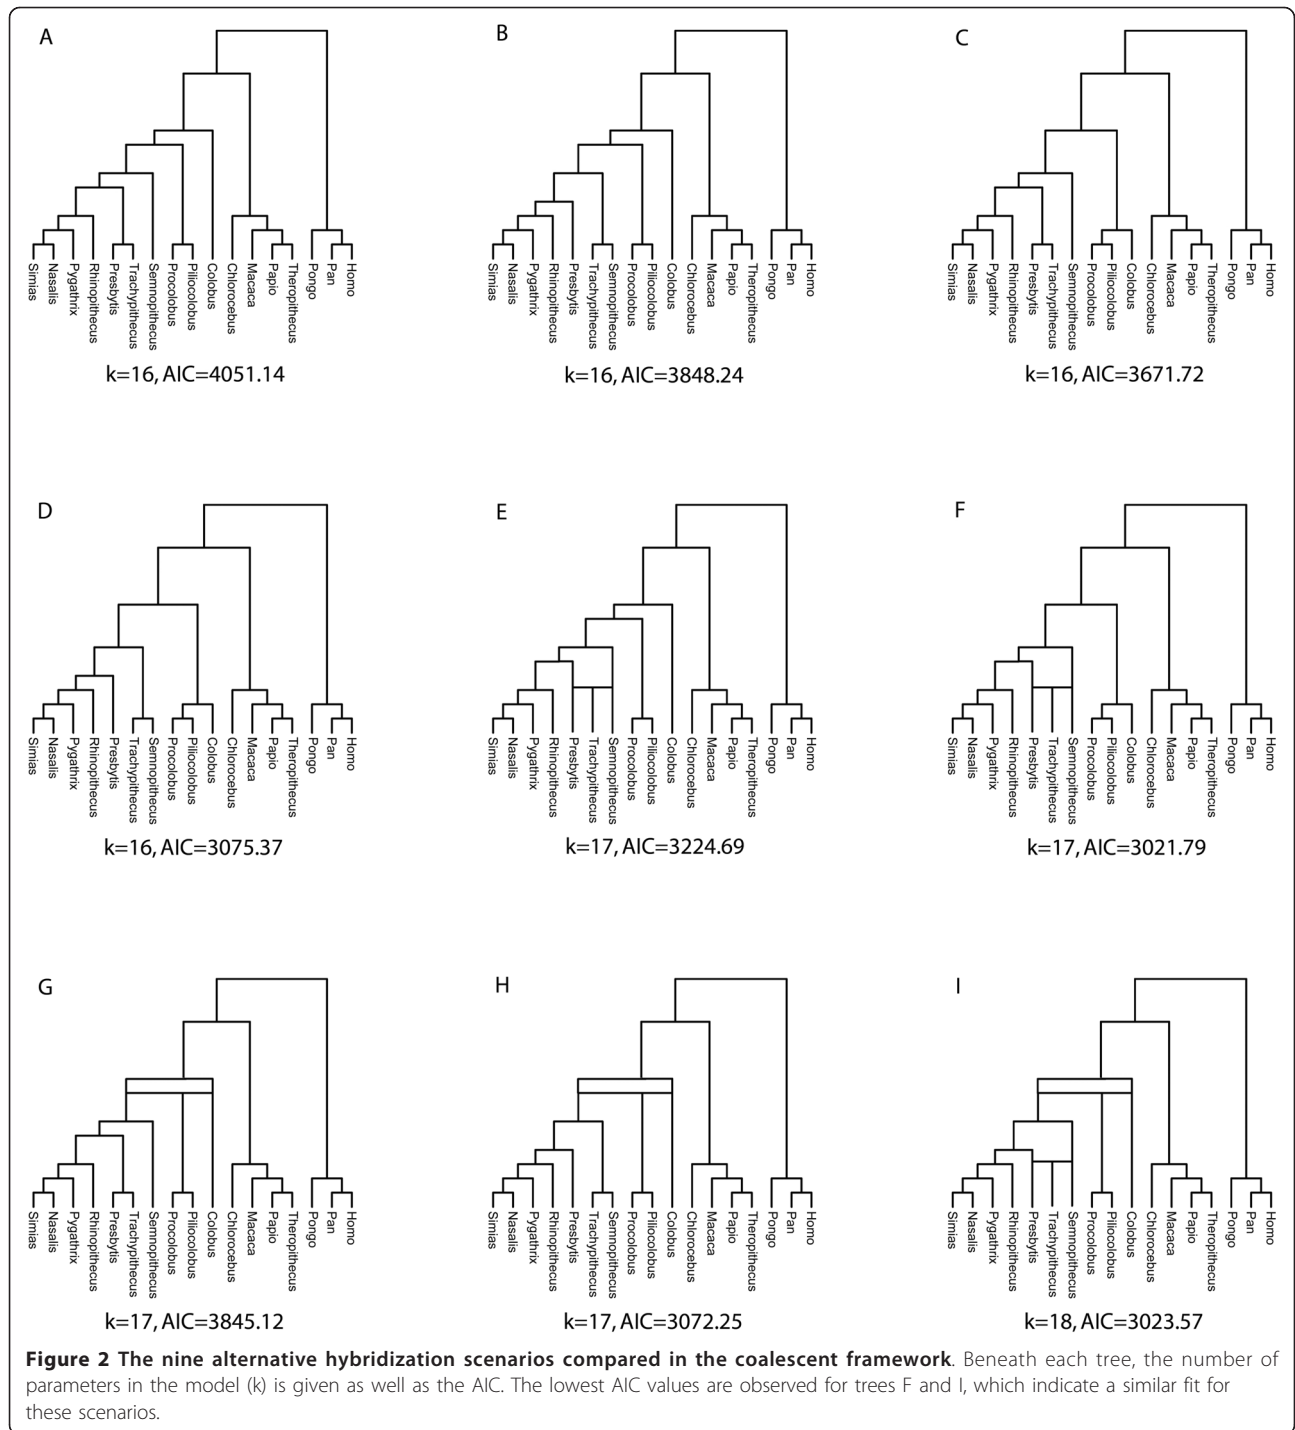 A
B
C
Simias Nasalis Pygathrix Rhinopithecus Presbytis Trachypithecus Semnopithecus Procolobus Piliocolobus Colobus Chlorocebus Macaca Papio Theropithecus Pongo Pan Homo
Simias Nasalis Pygathrix Rhinopithecus Presbytis Trachypithecus Semnopithecus Procolobus Piliocolobus Colobus Chlorocebus Macaca Papio Theropithecus Pongo Pan Homo
Simias Nasalis Pygathrix Rhinopithecus Presbytis Trachypithecus Semnopithecus Procolobus Piliocolobus Colobus Chlorocebus Macaca Papio Theropithecus Pongo Pan Homo
k=16, AIC=4051.14
k=16, AIC=3848.24
k=16, AIC=3671.72
D
E
F
Simias Nasalis Pygathrix Rhinopithecus Presbytis Trachypithecus Semnopithecus Procolobus Piliocolobus Colobus Chlorocebus Macaca Papio Theropithecus Pongo Pan Homo
Simias Nasalis Pygathrix Rhinopithecus Presbytis Trachypithecus Semnopithecus Procolobus Piliocolobus Colobus Chlorocebus Macaca Papio Theropithecus Pongo Pan Homo
Simias Nasalis Pygathrix Rhinopithecus Presbytis Trachypithecus Semnopithecus Procolobus Piliocolobus Colobus Chlorocebus Macaca Papio Theropithecus Pongo Pan Homo
k=16, AIC=3075.37
k=17, AIC=3224.69
k=17, AIC=3021.79
G
H
I
Simias Nasalis Pygathrix Rhinopithecus Presbytis Trachypithecus Semnopithecus Procolobus Piliocolobus Colobus Chlorocebus Macaca Papio Theropithecus Pongo Pan Homo
Simias Nasalis Pygathrix Rhinopithecus Presbytis Trachypithecus Semnopithecus Procolobus Piliocolobus Colobus Chlorocebus Macaca Papio Theropithecus Pongo Pan Homo
Simias Nasalis Pygathrix Rhinopithecus Presbytis Trachypithecus Semnopithecus Procolobus Piliocolobus Colobus Chlorocebus Macaca Papio Theropithecus Pongo Pan Homo
k=17, AIC=3845.12
k=17, AIC=3072.25
k=18, AIC=3023.57
Figure 2 The nine alternative hybridization scenarios compared in the coalescent framework. Beneath each tree, the number of
parameters in the model (k) is given as well as the AIC. The lowest AIC values are observed for trees F and I, which indicate a similar fit for
these scenarios.